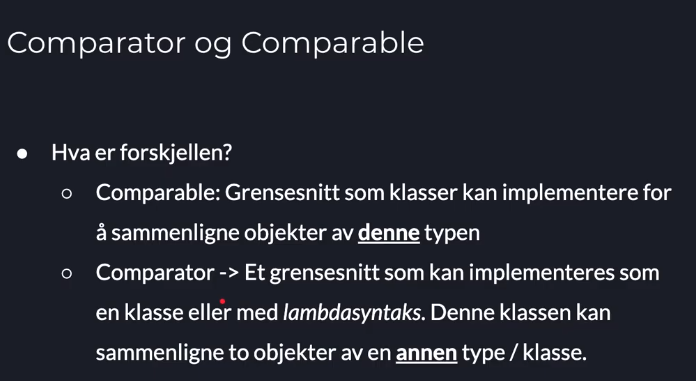 Comparator og Comparable
● Hva er forskjellen?
○ Comparable: Grensesnitt som klasser kan implementere for
å sammenligne objekter av denne typen
○ Comparator -> Et grensesnitt som kan implementeres som
en klasse eller med lambdasyntaks. Denne klassen kan
sammenligne to objekter av en annen type / klasse.